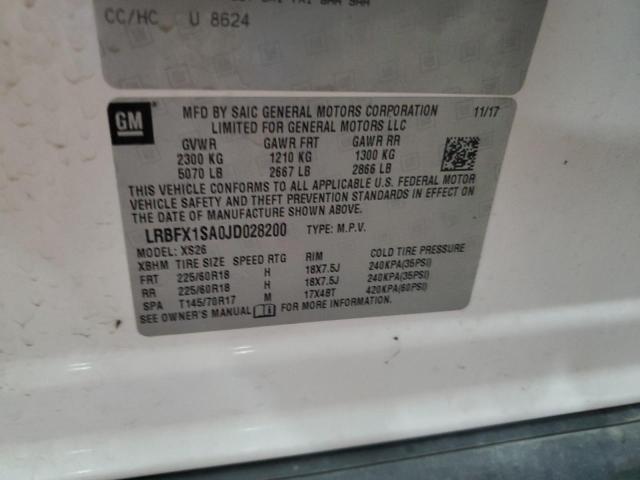 CC/HC U 8624
GM
MFD BY SAIC GENERAL MOTORS CORPORATION 11/17
LIMITED FOR GENERAL MOTORS LLC
GVWR GAWR FRT GAWR RR
2300 KG 1210 KG 1300 KG
5070 LB 2667 LB 2866 LB
THIS VEHICLE CONFORMS TO ALL APPLICABLE U.S. FEDERAL MOTOR
VEHICLE SAFETY AND THEFT PREVENTION STANDARDS IN EFFECT ON
THE DATE OF MANUFACTURE SHOWN ABOVE.
LRBFX1SA0JD028200 TYPE: M.P.V.
MODEL: XS26
XBHM TIRE SIZE SPEED RTG RIM COLD TIRE PRESSURE
FRT 225/60R18 H 18X7.5J 240KPA(35PSI)
RR 225/60R18 H 18X7.5J 240KPA(35PSI)
SPA T145/70R17 M 17X4BT 420KPA(60PSI)
SEE OWNER'S MANUAL FOR MORE INFORMATION.